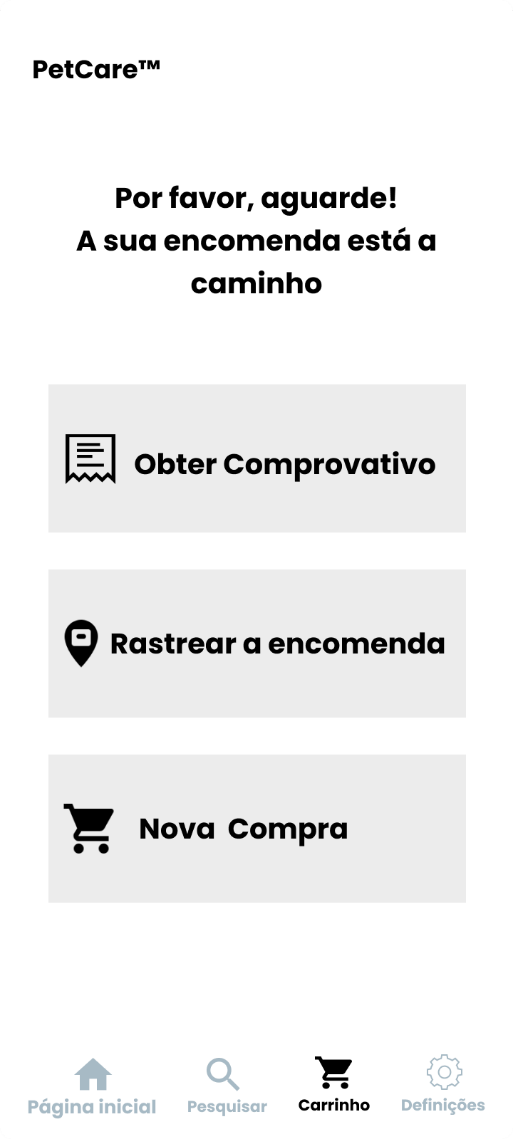 PetCare™
Por favor, aguarde!
A sua encomenda está a
caminho
Obter Comprovativo
Rastrear a encomenda
Nova  Compra
Página inicial
Pesquisar
Carrinho
Definições